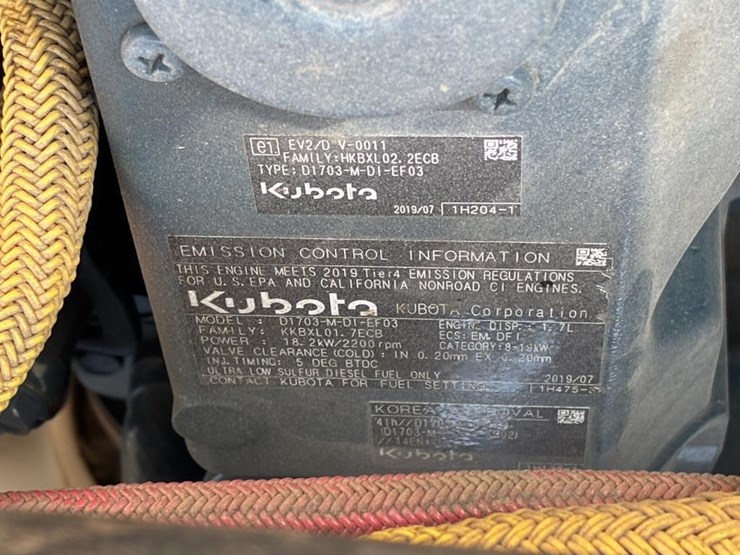 e1 EV2/D V-0011
FAMILY:HKBXL02.2ECB
TYPE: D1703-M-DI-EF03
Kubota
2019/07 1H204-1
EMISSION CONTROL INFORMATION
THIS ENGINE MEETS 2019 Tier4 EMISSION REGULATIONS
FOR U.S. EPA AND CALIFORNIA NONROAD CI ENGINES.
Kubota KUBOTA Corporation
MODEL : D1703-M-DI-EF03 ENGINE DISP.: 1.7L
FAMILY: KKBXL01.7ECB ECS: EM, DFI
POWER : 18.2kW/2200rpm CATEGORY: 8-19kW
VALVE CLEARANCE (COLD) : IN 0.20mm EX 0.20mm
INJ.TIMING: 5 DEG BTDC
ULTRA LOW SULFUR DIESEL FUEL ONLY 2019/07
CONTACT KUBOTA FOR FUEL SETTING
KOREA
Kubota